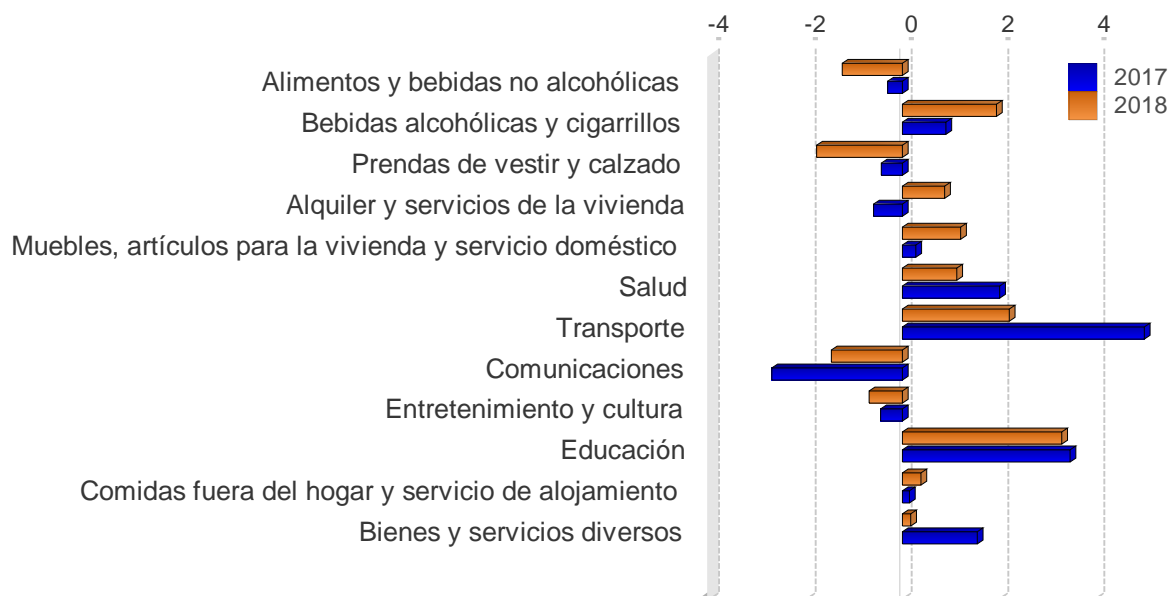 -4 -2 0 2 4
2017
2018
Alimentos y bebidas no alcohólicas
Bebidas alcohólicas y cigarrillos
Prendas de vestir y calzado
Alquiler y servicios de la vivienda
Muebles, artículos para la vivienda y servicio doméstico
Salud
Transporte
Comunicaciones
Entretenimiento y cultura
Educación
Comidas fuera del hogar y servicio de alojamiento
Bienes y servicios diversos